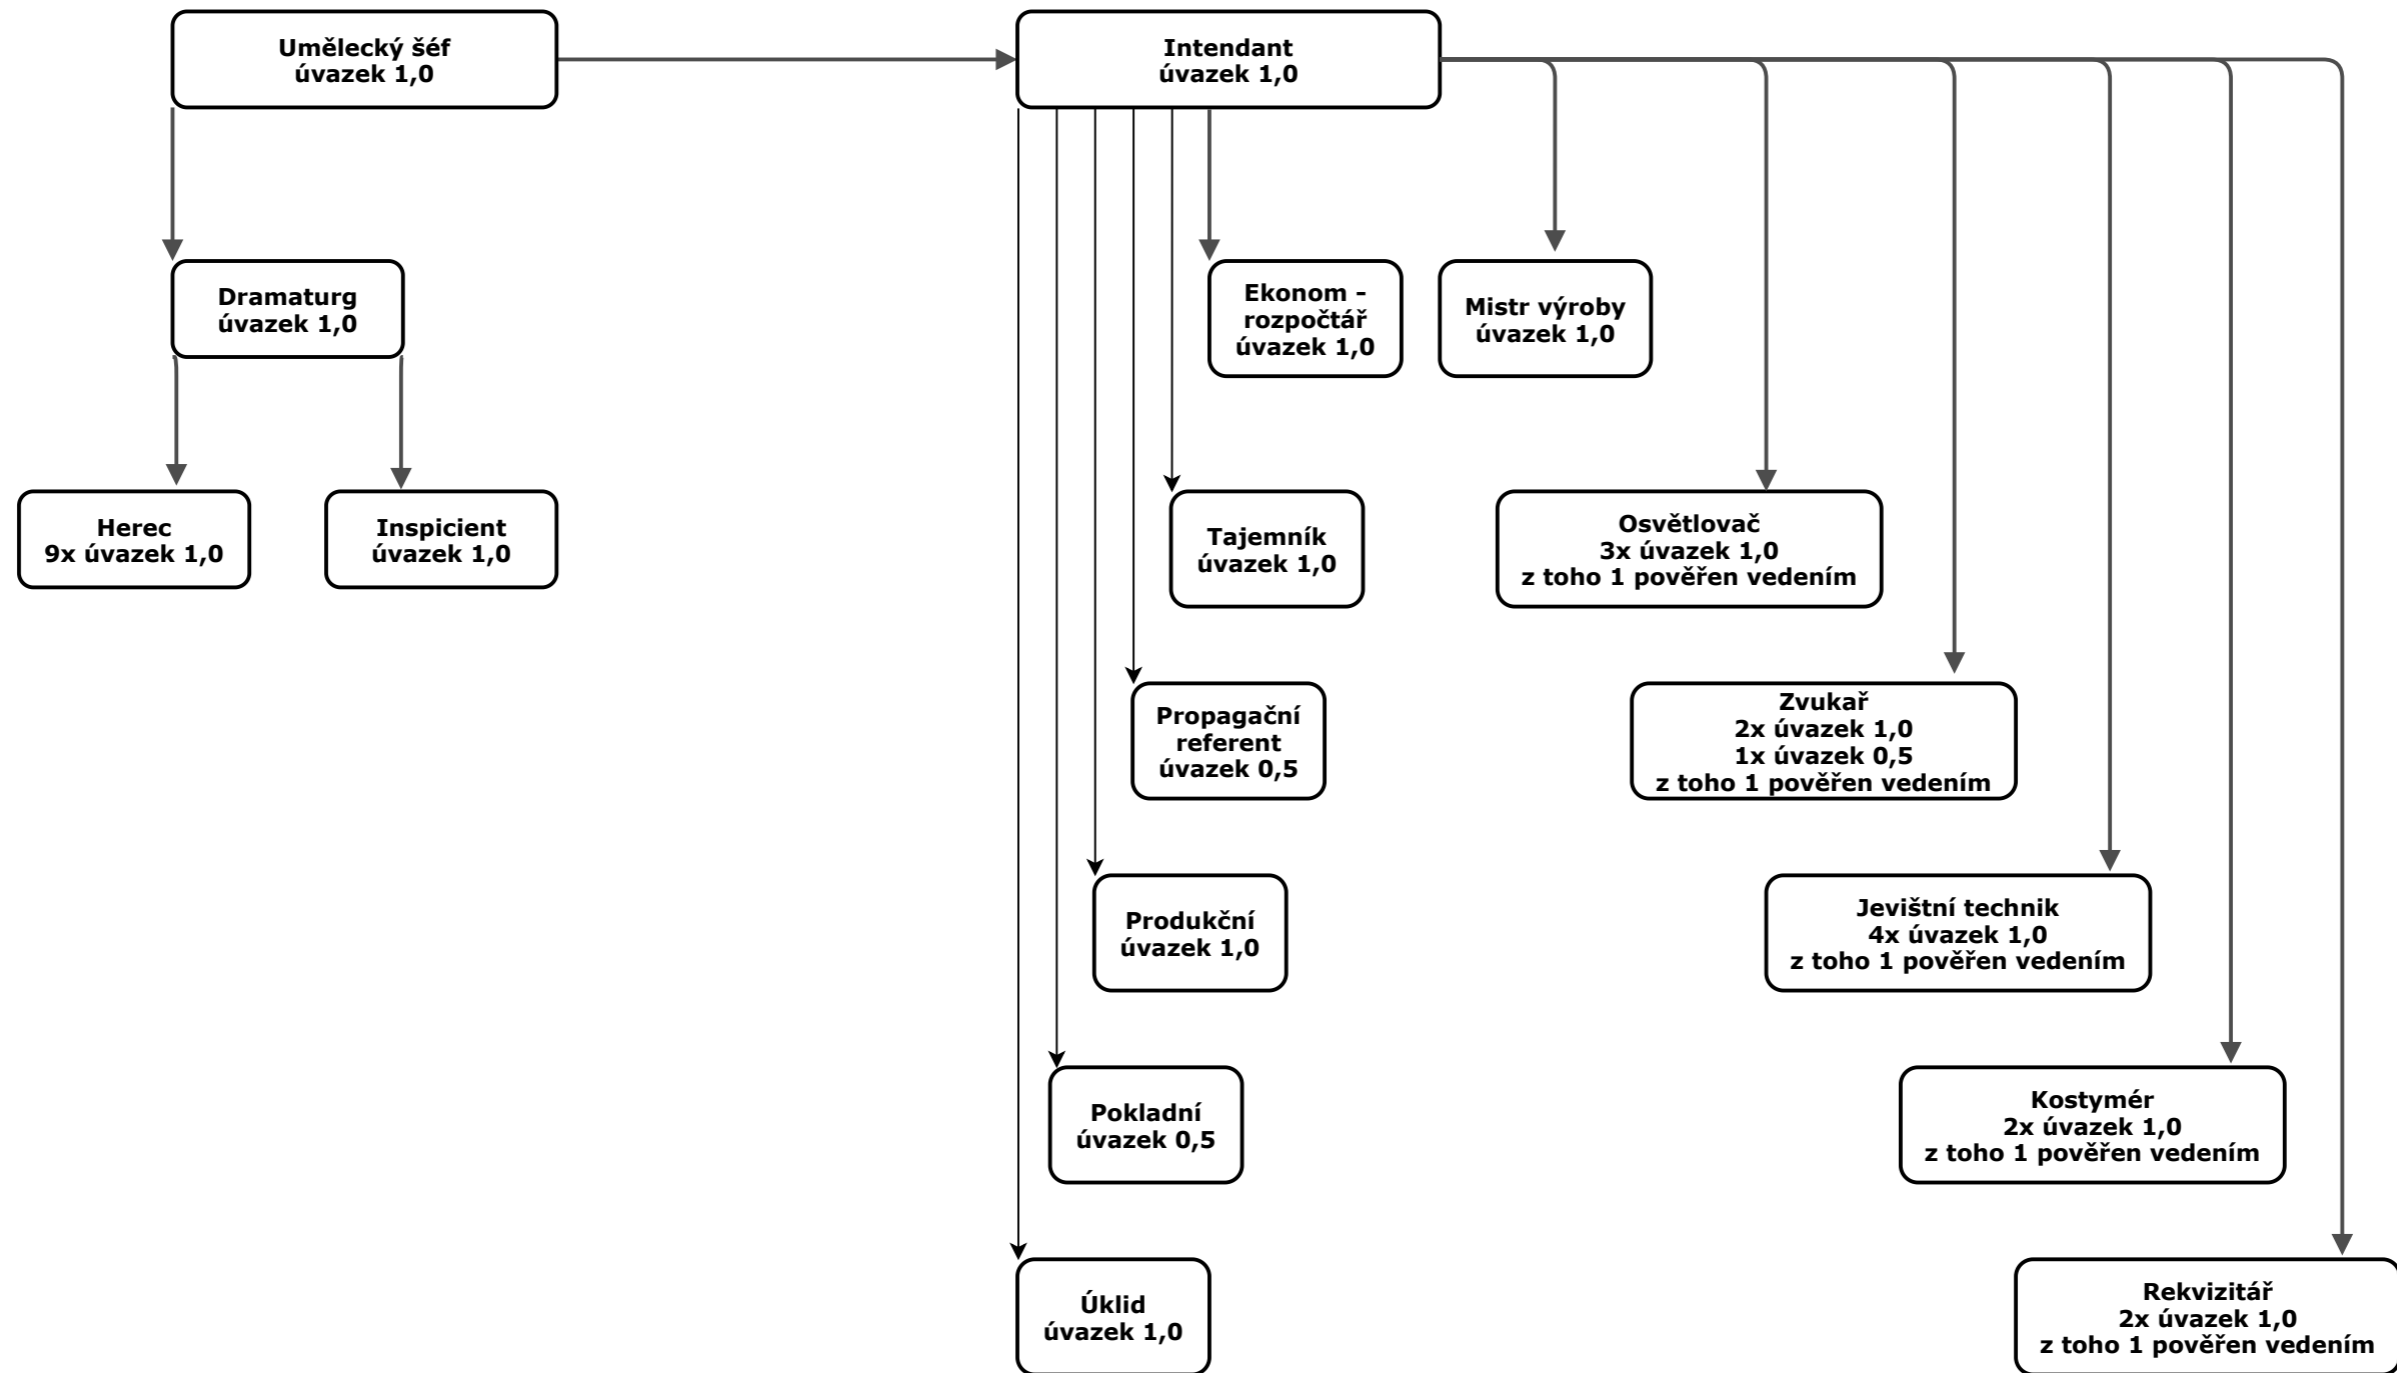 Umělecký šéf
úvazek 1,0
Intendant
úvazek 1,0
Dramaturg
úvazek 1,0
Ekonom -
rozpočtář
úvazek 1,0
Mistr výroby
úvazek 1,0
Herec
9x úvazek 1,0
Inspicient
úvazek 1,0
Tajemník
úvazek 1,0
Osvětlovač
3x úvazek 1,0
z toho 1 pověřen vedením
Propagační
referent
úvazek 0,5
Zvukař
2x úvazek 1,0
1x úvazek 0,5
z toho 1 pověřen vedením
Produkční
úvazek 1,0
Jevištní technik
4x úvazek 1,0
z toho 1 pověřen vedením
Pokladní
úvazek 0,5
Kostymér
2x úvazek 1,0
z toho 1 pověřen vedením
Úklid
úvazek 1,0
Rekvizitář
2x úvazek 1,0
z toho 1 pověřen vedením